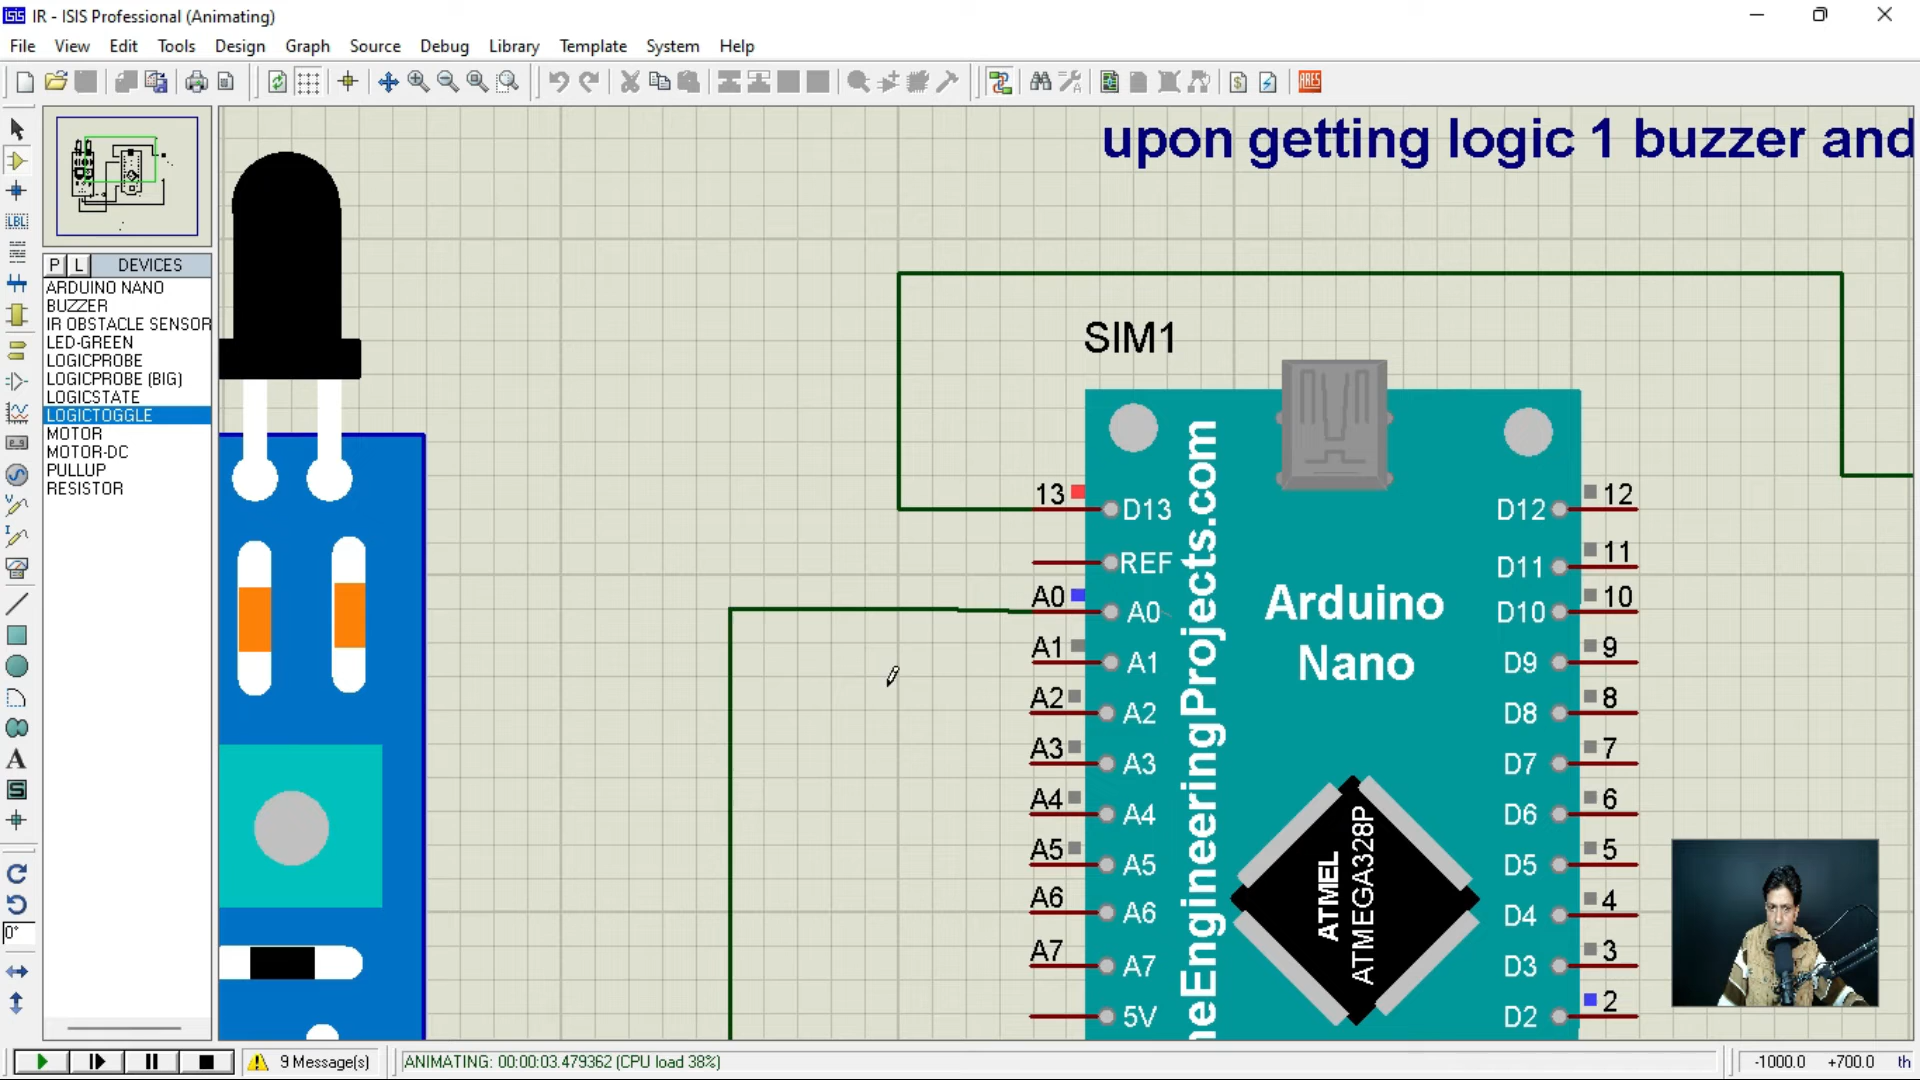 ISIS IR - ISIS Professional (Animating)
File View Edit Tools Design Graph Source Debug Library Template System Help
ARES
LBL
P L DEVICES
ARDUINO NANO
BUZZER
IR OBSTACLE SENSOR
LED-GREEN
LOGICPROBE
LOGICPROBE (BIG)
LOGICSTATE
LOGICTOGGLE
MOTOR
MOTOR-DC
PULLUP
RESISTOR
A
S
0°
upon getting logic 1 buzzer and
SIM1
13 D13 D12 12
REF D11 11
A0 A0 D10 10
A1 A1 D9 9
A2 A2 D8 8
A3 A3 D7 7
A4 A4 D6 6
A5 A5 D5 5
A6 A6 D4 4
A7 A7 D3 3
5V D2 2
neEngineeringProjects.com
Arduino
Nano
ATMEL
ATMEGA328P
9 Message(s) ANIMATING: 00:00:03.479362 (CPU load 38%) -1000.0 +700.0 th